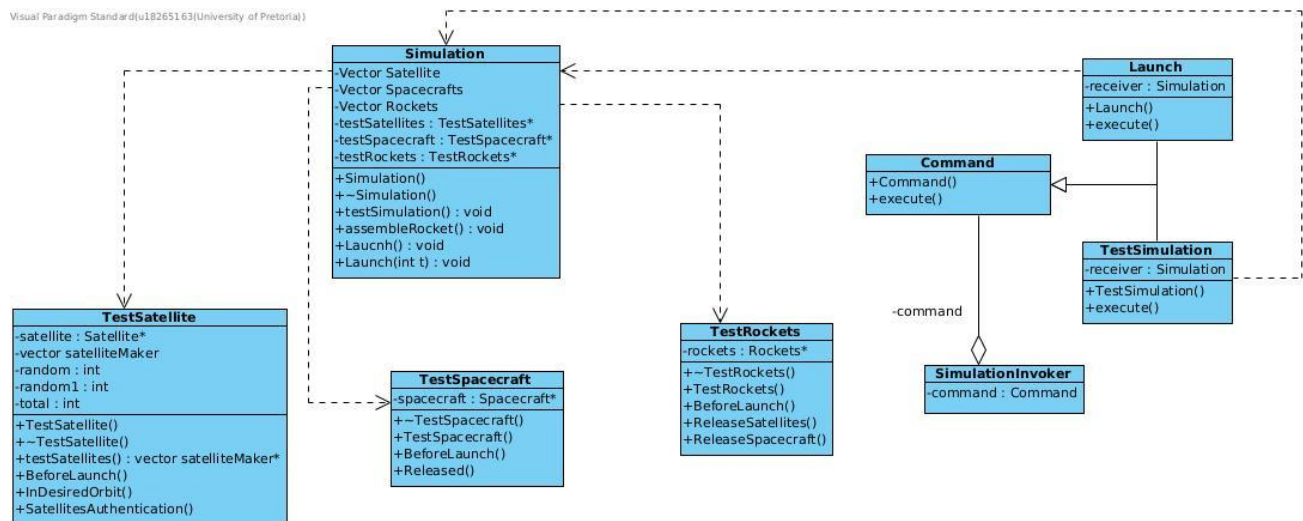 Visual Paradigm Standard(u18265163(University of Pretoria))
Simulation
-Vector Satellite
-Vector Spacecrafts
-Vector Rockets
-testSatellites : TestSatellites*
-testSpacecraft : TestSpacecraft*
-testRockets : TestRockets*
+Simulation()
+~Simulation()
+testSimulation() : void
+assembleRocket() : void
+Laucnh() : void
+Launch(int t) : void
Launch
-receiver : Simulation
+Launch()
+execute()
Command
+Command()
+execute()
TestSimulation
-receiver : Simulation
+TestSimulation()
+execute()
-command
SimulationInvoker
-command : Command
TestSatellite
-satellite : Satellite*
-vector satelliteMaker
-random : int
-random1 : int
-total : int
+TestSatellite()
+~TestSatellite()
+testSatellites() : vector satelliteMaker*
+BeforeLaunch()
+InDesiredOrbit()
+SatellitesAuthentication()
TestSpacecraft
-spacecraft : Spacecraft*
+~TestSpacecraft()
+TestSpacecraft()
+BeforeLaunch()
+Released()
TestRockets
-rockets : Rockets*
+~TestRockets()
+TestRockets()
+BeforeLaunch()
+ReleaseSatellites()
+ReleaseSpacecraft()